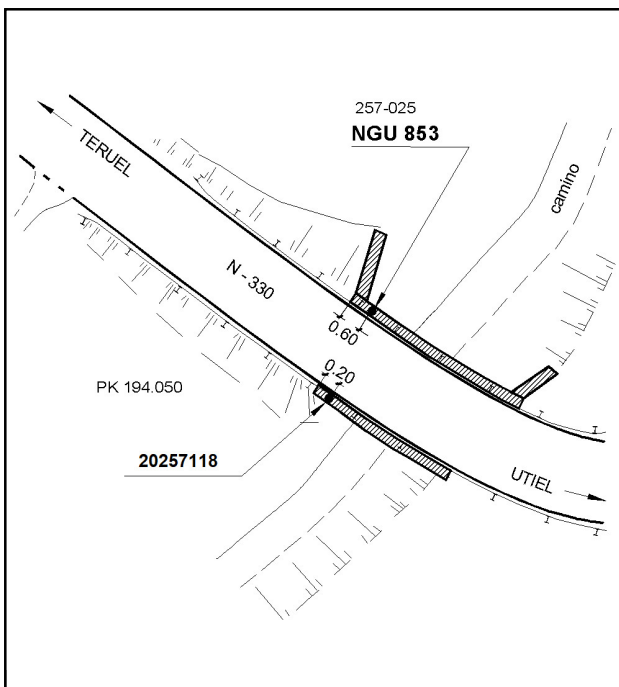 257-025
NGU 853
TERUEL
camino
N - 330
0.60
0.20
PK 194.050
20257118
UTIEL